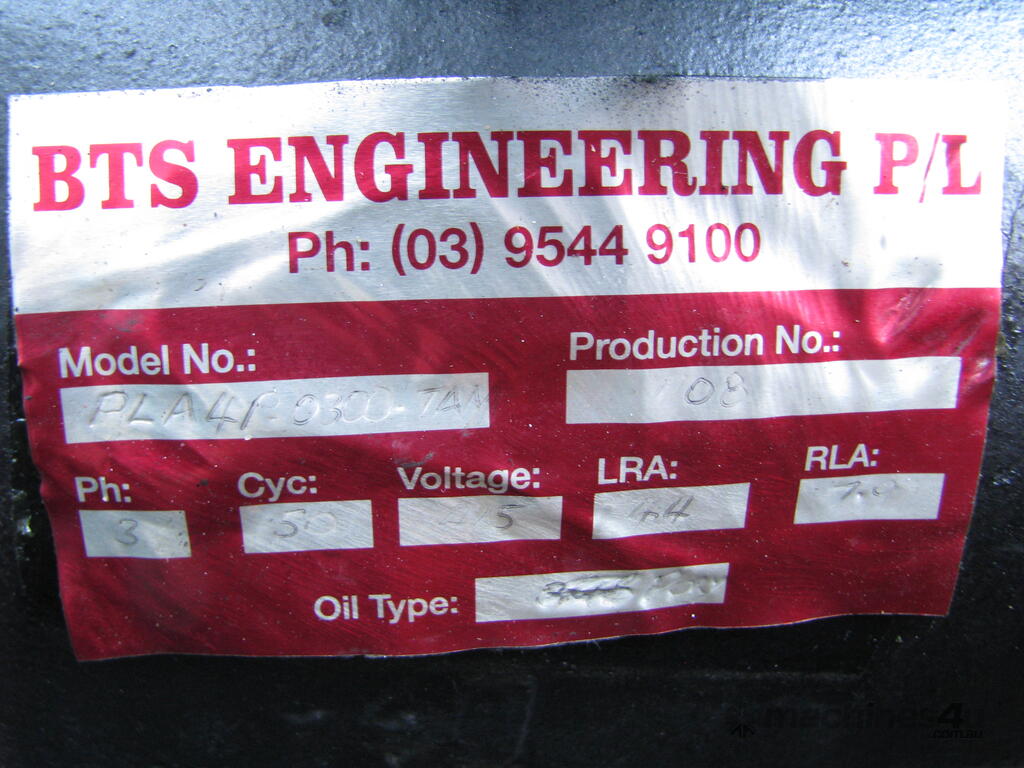 BTS ENGINEERING P/L
Ph: (03) 9544 9100
Model No.: Production No.:
08
Ph: Cyc: Voltage: LRA: RLA:
3 50 44
Oil Type:
machines4u
.com.au